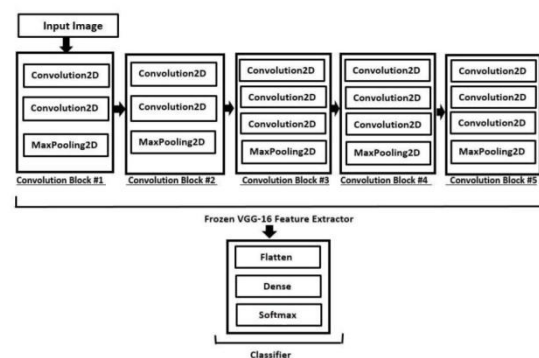 Input Image
Convolution2D
Convolution2D
MaxPooling2D
Convolution Block #1
Convolution2D
Convolution2D
MaxPooling2D
Convolution Block #2
Convolution2D
Convolution2D
Convolution2D
MaxPooling2D
Convolution Block #3
Convolution2D
Convolution2D
Convolution2D
MaxPooling2D
Convolution Block #4
Convolution2D
Convolution2D
Convolution2D
MaxPooling2D
Convolution Block #5
Frozen VGG-16 Feature Extractor
Flatten
Dense
Softmax
Classifier